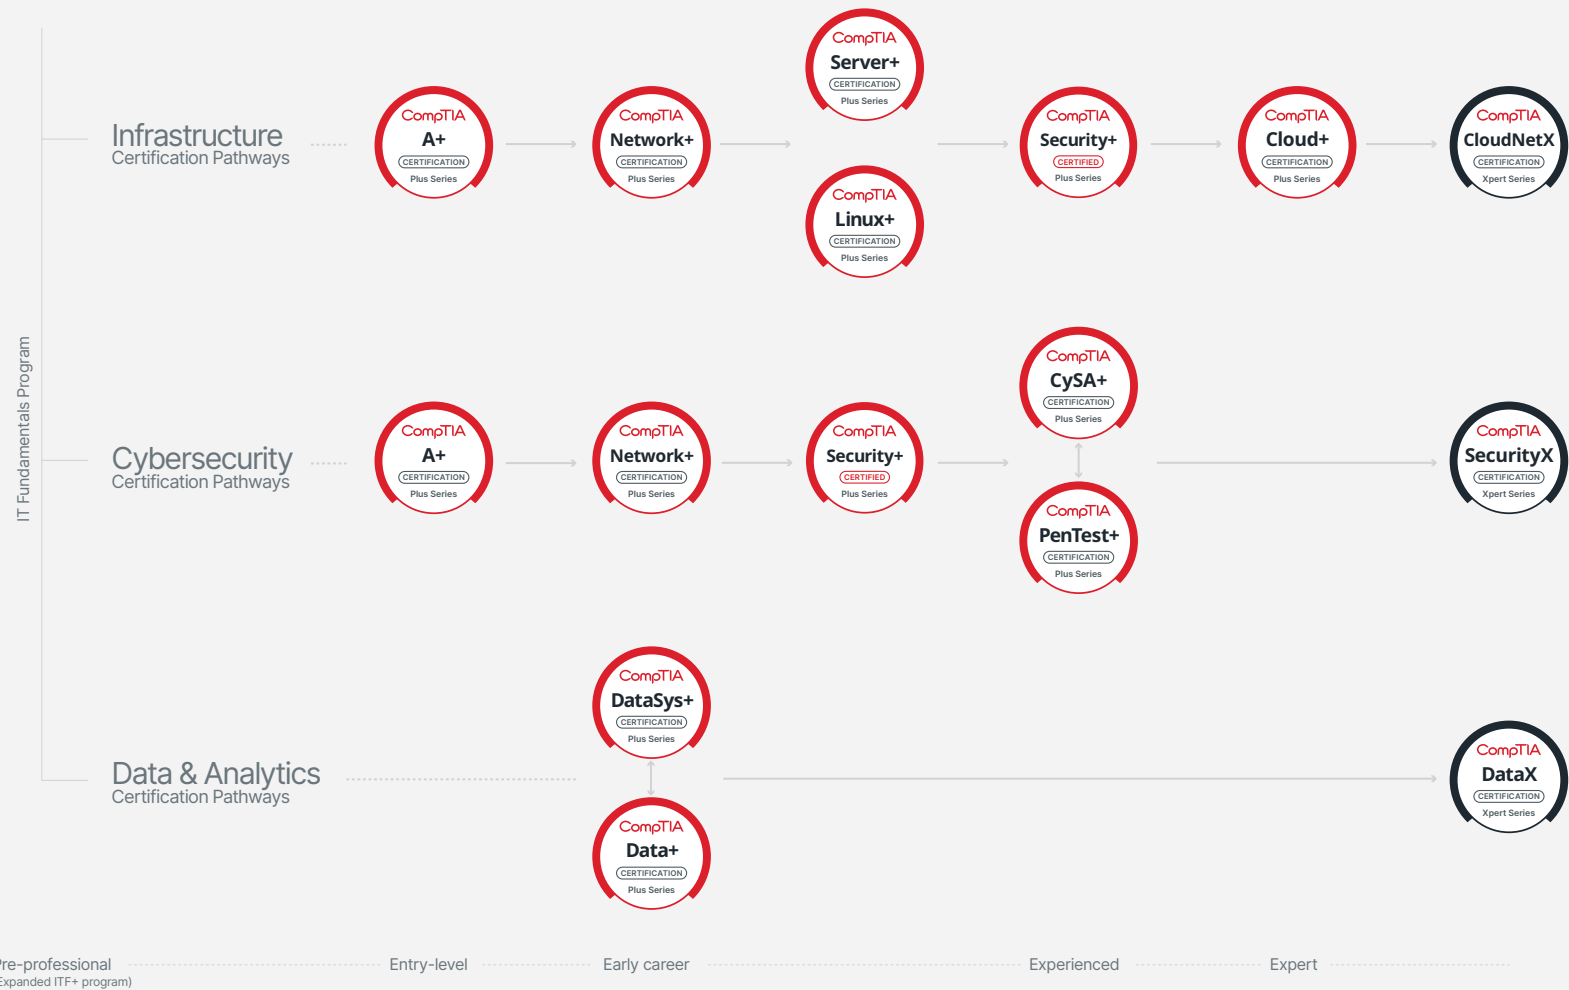 IT Fundamentals Program
Infrastructure
Certification Pathways
CompTIA
A+
CERTIFICATION
Plus Series
CompTIA
Network+
CERTIFICATION
Plus Series
CompTIA
Server+
CERTIFICATION
Plus Series
CompTIA
Linux+
CERTIFICATION
Plus Series
CompTIA
Security+
CERTIFIED
Plus Series
CompTIA
Cloud+
CERTIFICATION
Plus Series
CompTIA
CloudNetX
CERTIFICATION
Xpert Series
Cybersecurity
Certification Pathways
CompTIA
A+
CERTIFICATION
Plus Series
CompTIA
Network+
CERTIFICATION
Plus Series
CompTIA
Security+
CERTIFIED
Plus Series
CompTIA
CySA+
CERTIFICATION
Plus Series
CompTIA
PenTest+
CERTIFICATION
Plus Series
CompTIA
SecurityX
CERTIFICATION
Xpert Series
Data & Analytics
Certification Pathways
CompTIA
DataSys+
CERTIFICATION
Plus Series
CompTIA
Data+
CERTIFICATION
Plus Series
CompTIA
DataX
CERTIFICATION
Xpert Series
Pre-professional
Expanded ITF+ program)
Entry-level
Early career
Experienced
Expert